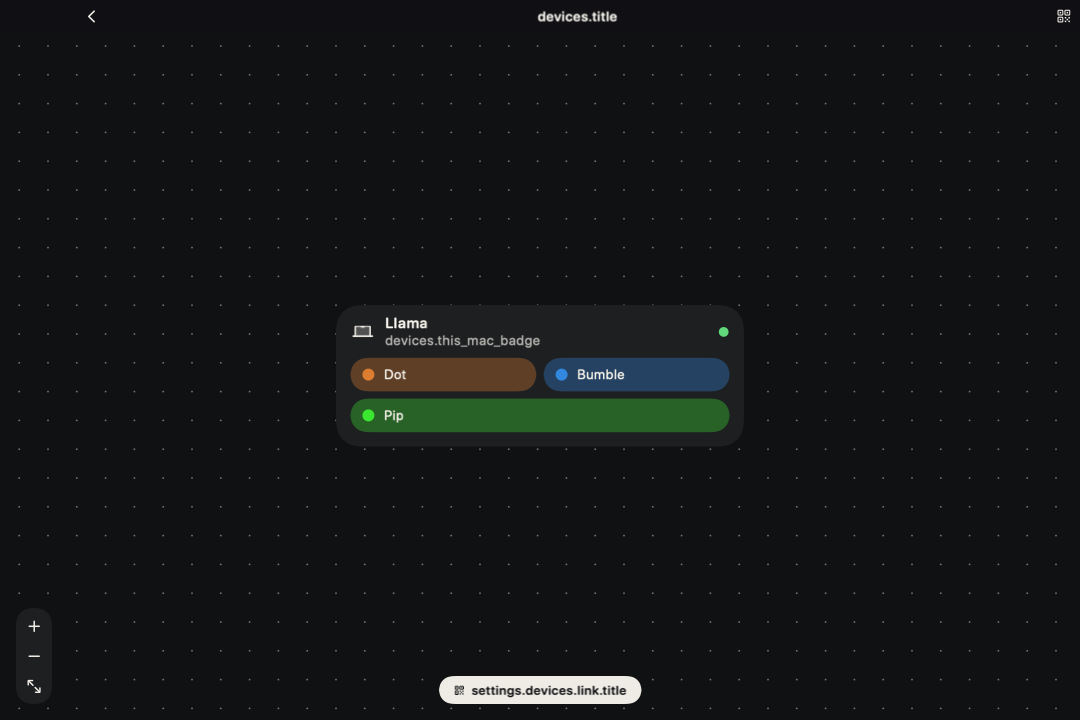 devices.title
Llama
devices.this_mac_badge
Dot
Bumble
Pip
settings.devices.link.title